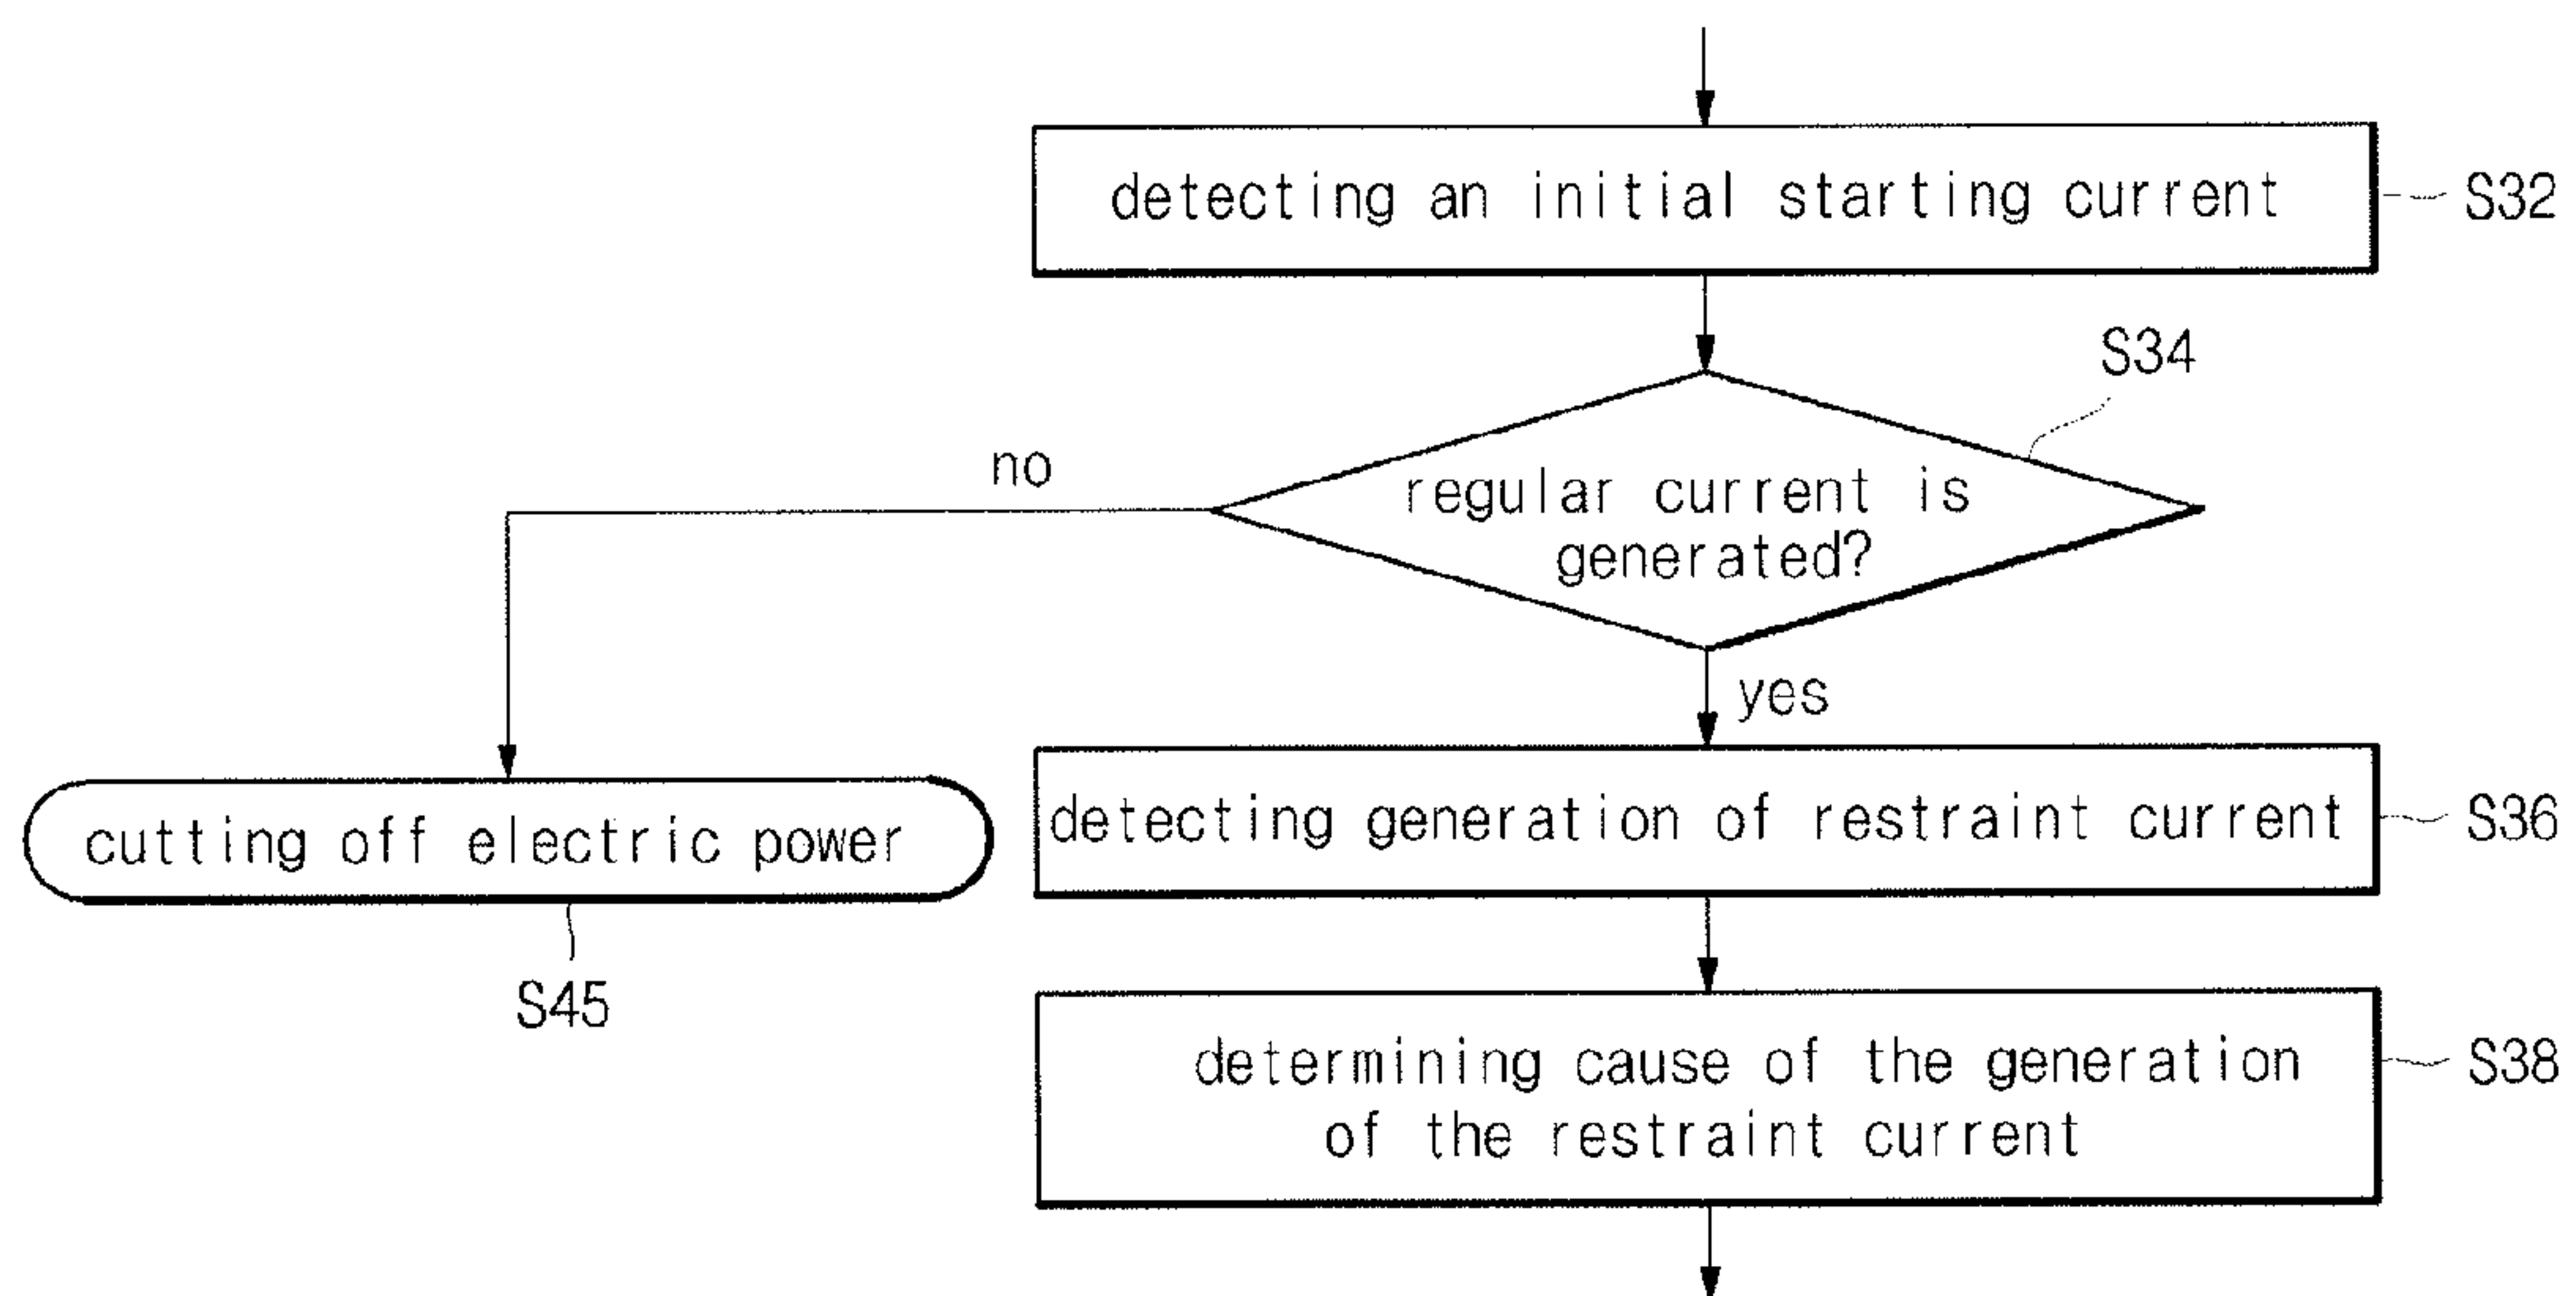 detecting an initial starting current
S32
S34
no
regular current is
generated?
yes
detecting generation of restraint current
S36
cutting off electric power
S45
determining cause of the generation
of the restraint current
S38